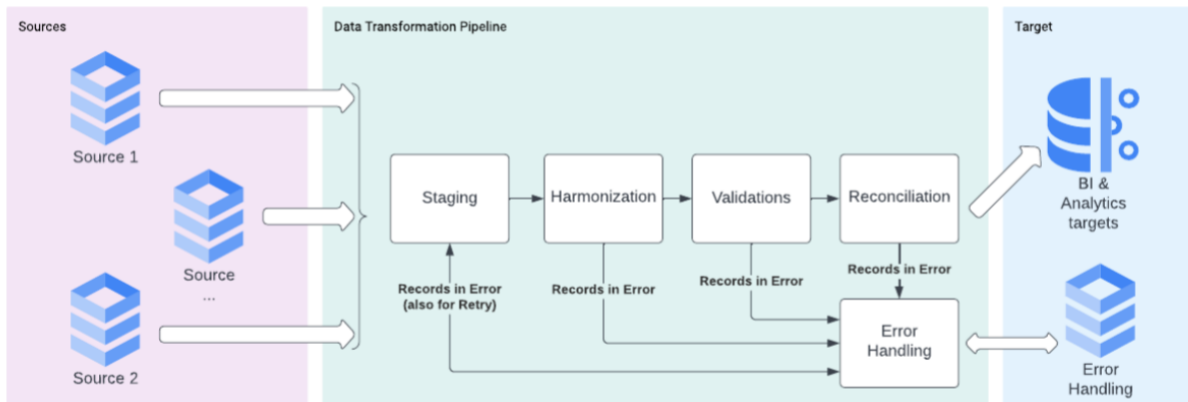 Sources
Data Transformation Pipeline
Target
Source 1
Source
...
Source 2
Staging
Harmonization
Validations
Reconciliation
Records in Error
(also for Retry)
Records in Error
Records in Error
Records in Error
Error
Handling
BI &
Analytics
targets
Error
Handling